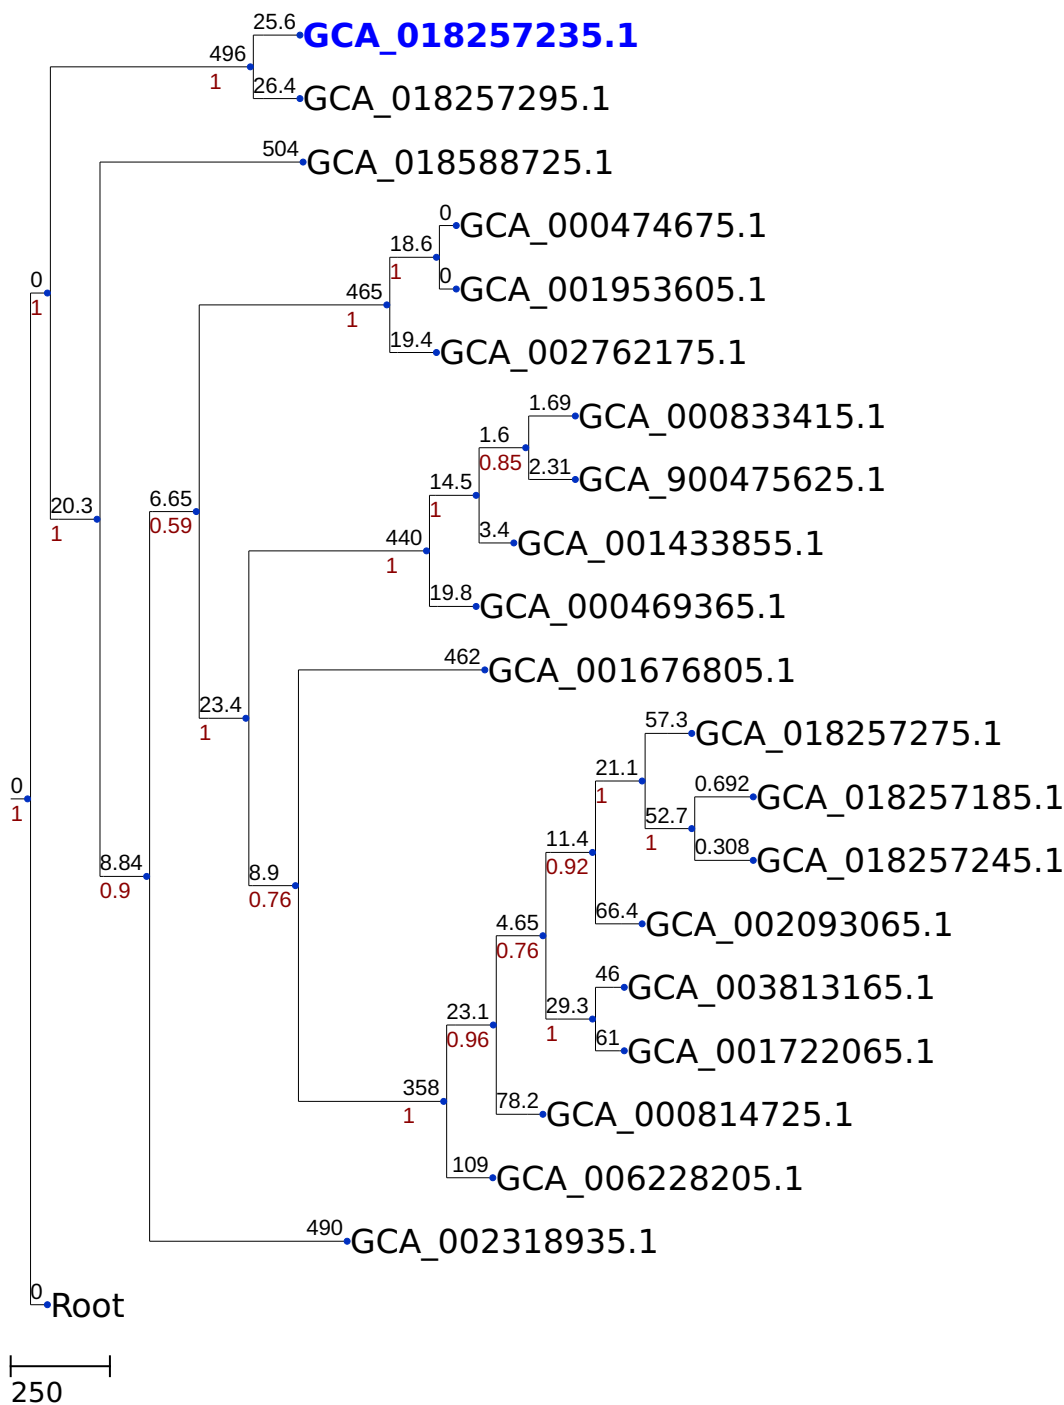 25.6
GCA_018257235.1
496
1
26.4
GCA_018257295.1
504
GCA_018588725.1
0
GCA_000474675.1
18.6
1
0
GCA_001953605.1
0
1
465
1
19.4
GCA_002762175.1
1.69
GCA_000833415.1
1.6
0.85
2.31
GCA_900475625.1
14.5
1
3.4
GCA_001433855.1
20.3
1
6.65
0.59
440
1
19.8
GCA_000469365.1
462
GCA_001676805.1
23.4
1
57.3
GCA_018257275.1
21.1
1
0.692
GCA_018257185.1
0
1
52.7
1
0.308
GCA_018257245.1
11.4
0.92
8.84
0.9
8.9
0.76
66.4
GCA_002093065.1
4.65
0.76
46
GCA_003813165.1
29.3
1
23.1
0.96
61
GCA_001722065.1
358
1
78.2
GCA_000814725.1
109
GCA_006228205.1
490
GCA_002318935.1
0
Root
250